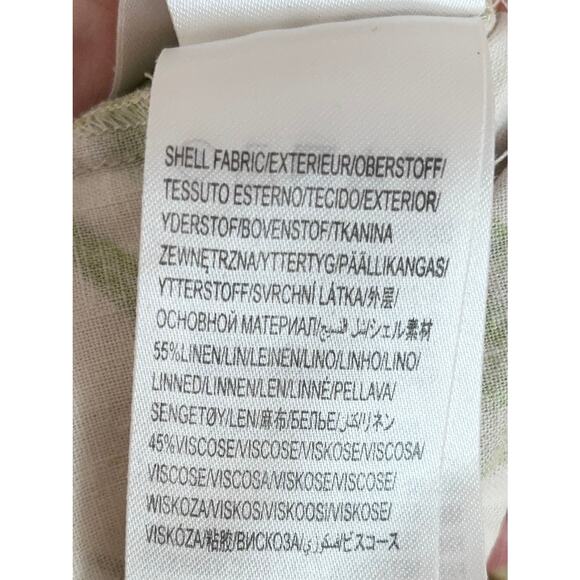 SHELL FABRIC/EXTERIEUR/OBERSTOFF/
TESSUTO ESTERNO/TECIDO/EXTERIOR/
YDERSTOF/BOVENSTOF/TKANINA
ZEWNĘTRZNA/YTTERTYG/PÄÄLLIKANGAS/
YTTERSTOFF/SVRCHNÍ LÁTKA/外层/
ОСНОВНОЙ МАТЕРИАЛ/شل النسيج/シェル素材
55%LINEN/LIN/LEINEN/LINO/LINHO/LINO/
LINNED/LINNEN/LEN/LINNÉ/PELLAVA/
SENGETØY/LEN/麻布/БЕЛЬЕ/كتان/リネン
45%VISCOSE/VISCOSE/VISKOSE/VISCOSA/
VISCOSE/VISCOSA/VISKOSE/VISCOSE/
WISKOZA/VISKOS/VISKOOSI/VISKOSE/
VISKÓZA/粘胶/ВИСКОЗА/فسكوزي/ビスコース